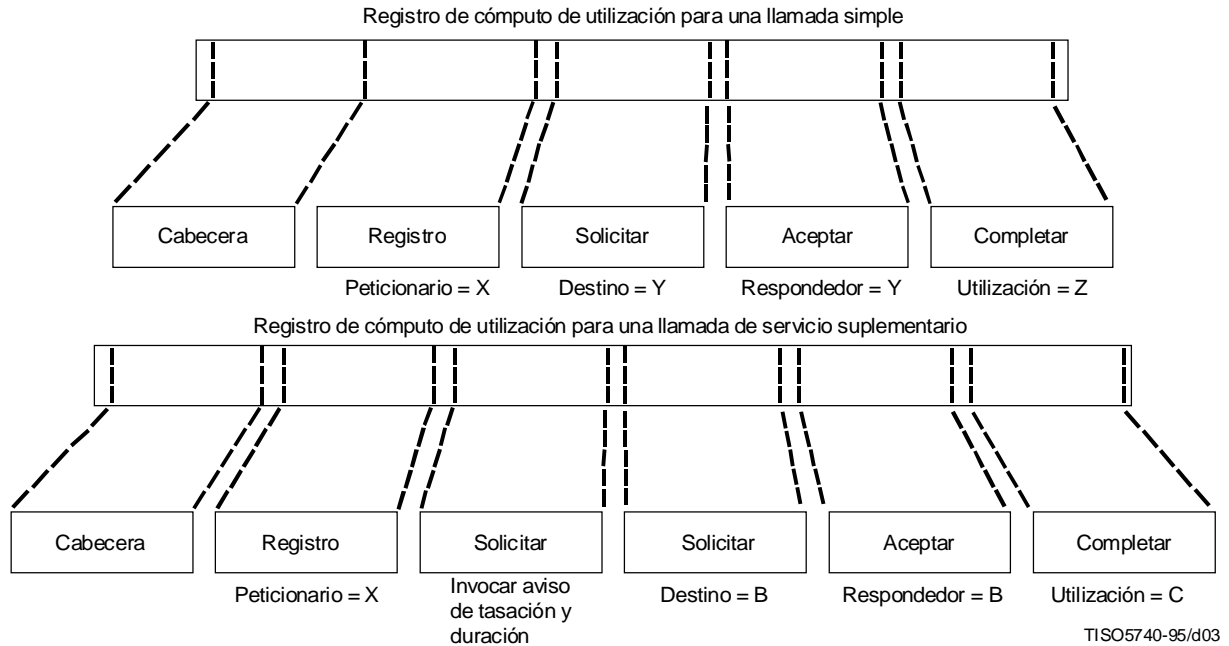 Registro de cómputo de utilización para una llamada simple
Cabecera Registro Solicitar Aceptar Completar
Peticionario = X Destino = Y Respondedor = Y Utilización = Z
Registro de cómputo de utilización para una llamada de servicio suplementario
Cabecera Registro Solicitar Solicitar Aceptar Completar
Peticionario = X Invocar aviso Destino = B Respondedor = B Utilización = C
de tasación y
duración
TISO5740-95/d03